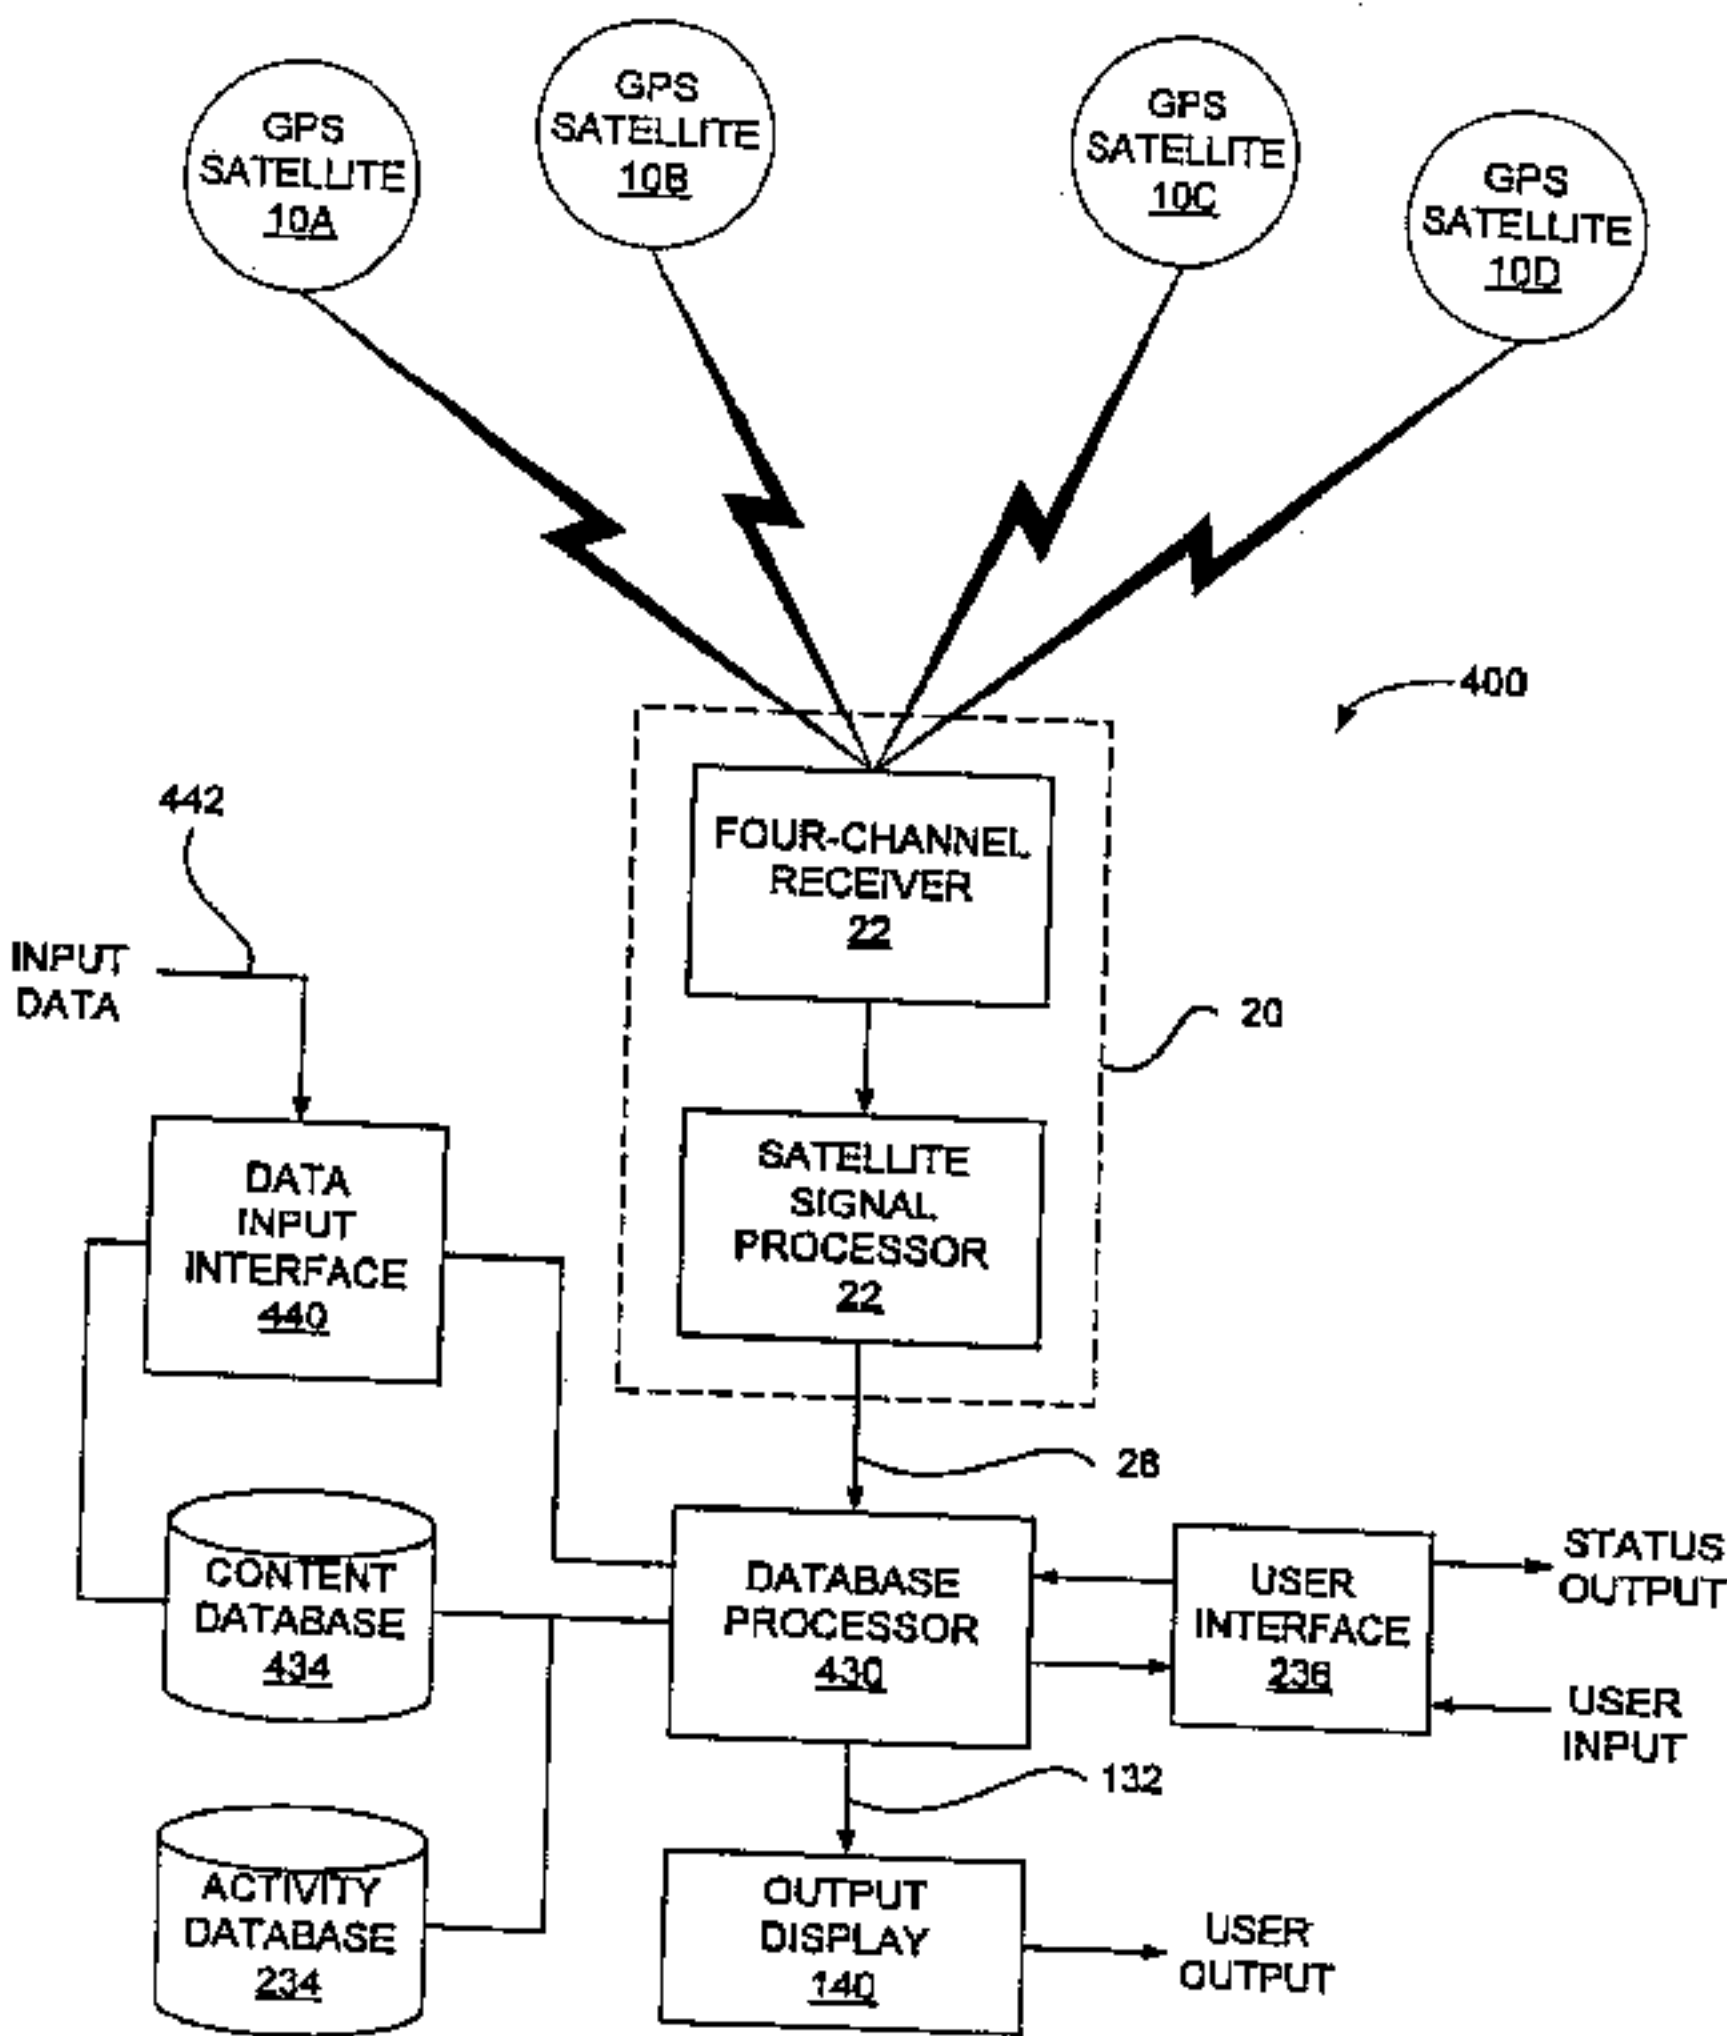 GPS
SATELLITE
10A
GPS
SATELLITE
10B
GPS
SATELLITE
10C
GPS
SATELLITE
10D
400
FOUR-CHANNEL
RECEIVER
22
442
INPUT
DATA
20
DATA
INPUT
INTERFACE
440
SATELLITE
SIGNAL
PROCESSOR
22
28
CONTENT
DATABASE
434
DATABASE
PROCESSOR
430
USER
INTERFACE
236
STATUS
OUTPUT
USER
INPUT
132
ACTIVITY
DATABASE
234
OUTPUT
DISPLAY
140
USER
OUTPUT